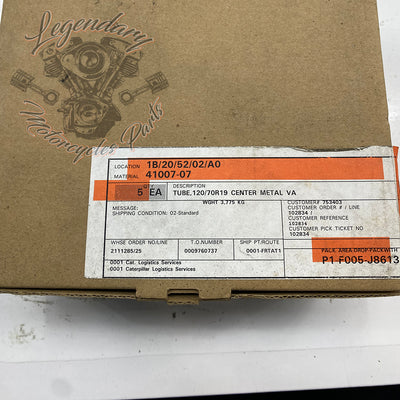 Legendary
Motorcycles Parts
LOCATION 1B/20/52/02/A0
MATERIAL 41007-07
QTY DESCRIPTION
5 EA TUBE,120/70R19 CENTER METAL VA
WGHT 3,775 KG
MESSAGE:
SHIPPING CONDITION: 02-Standard
CUSTOMER# 753403
CUSTOMER ORDER # / LINE
102834 /
CUSTOMER REFERENCE
102834
CUSTOMER PICK TICKET NO
102834
WHSE ORDER NO/LINE T.O.NUMBER SHIP PT/ROUTE
2111285/25 0009760737 0001-FRTAT1
PACK AREA-DROP-PACKWITH
P1-F005-J8613
0001 Cat. Logistics Services
0001 Caterpillar Logistics Services